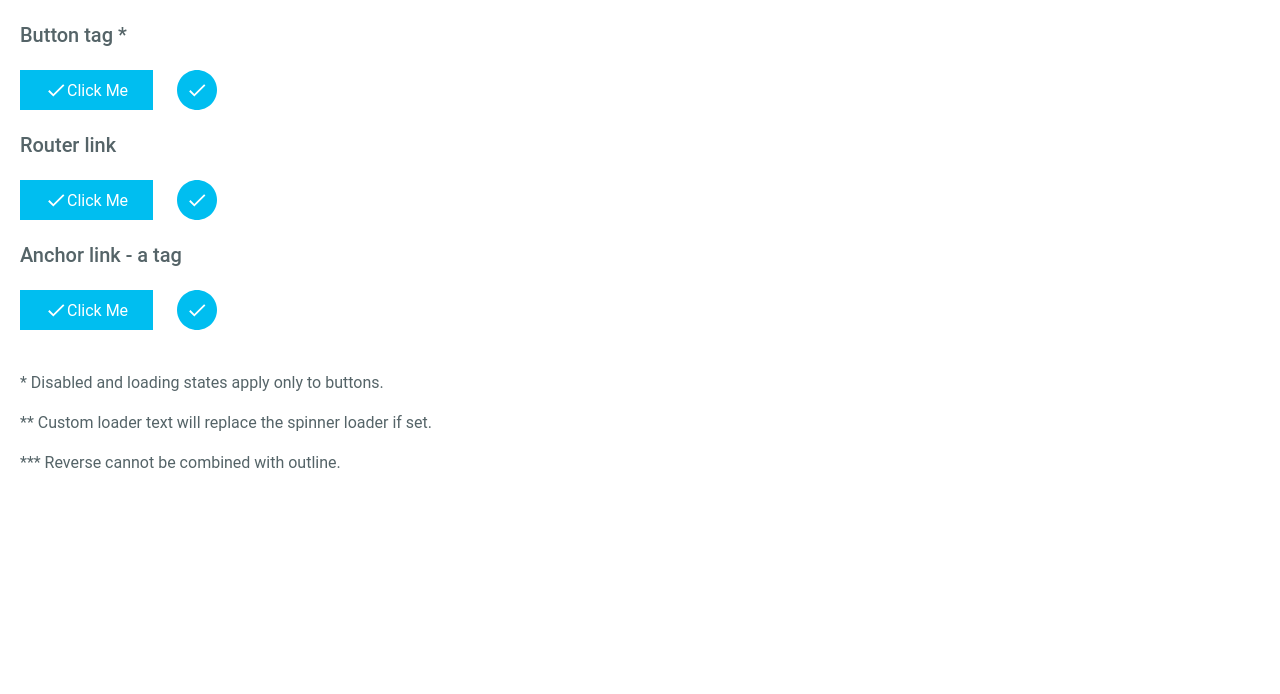 Button tag *
Click Me
Router link
Click Me
Anchor link - a tag
Click Me
* Disabled and loading states apply only to buttons.
** Custom loader text will replace the spinner loader if set.
*** Reverse cannot be combined with outline.